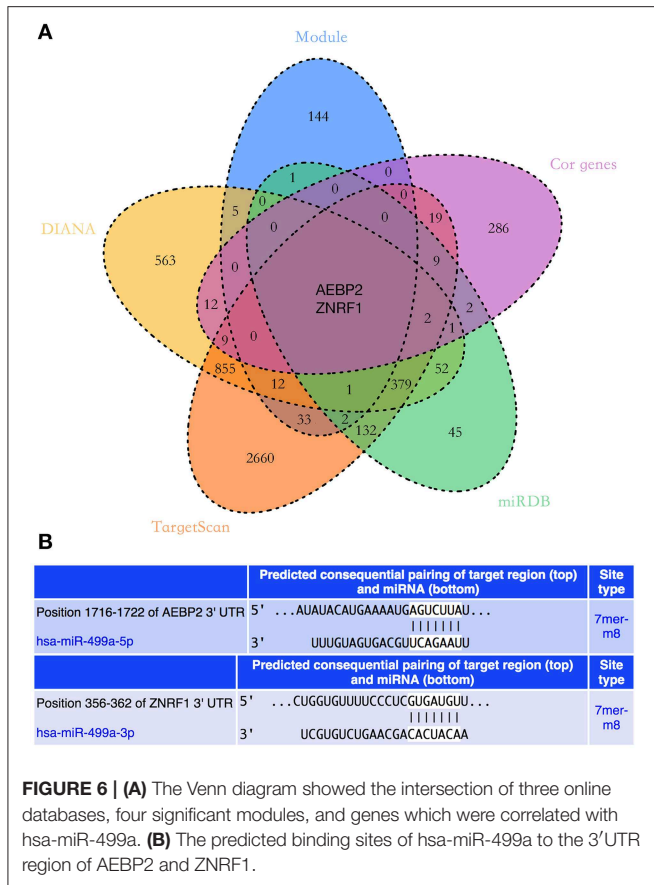 A
Module
144
Cor genes
1
0
0
0
0
5
0
0
19
286
DIANA
563
0
9
AEBP2
ZNRF1
12
2
2
1
9
0
855
52
12
1
379
33
2
132
45
2660
miRDB
TargetScan
B
Predicted consequential pairing of target region (top)
and miRNA (bottom)
Site
type
Position 1716-1722 of AEBP2 3' UTR
5' ...AUAUACAUGAAAAUGAGUCUUAU...
hsa-miR-499a-5p
3' UUUGUAGUGACGUUCAGAAUU
7mer-
m8
Predicted consequential pairing of target region (top)
and miRNA (bottom)
Site
type
Position 356-362 of ZNRF1 3' UTR
5' ...CUGGUGUUUUCCCUCGUGAUGUU...
hsa-miR-499a-3p
3' UCGUGUCUGAACGACACUACAA
7mer-
m8
FIGURE 6 | (A) The Venn diagram showed the intersection of three online
databases, four significant modules, and genes which were correlated with
hsa-miR-499a. (B) The predicted binding sites of hsa-miR-499a to the 3′UTR
region of AEBP2 and ZNRF1.